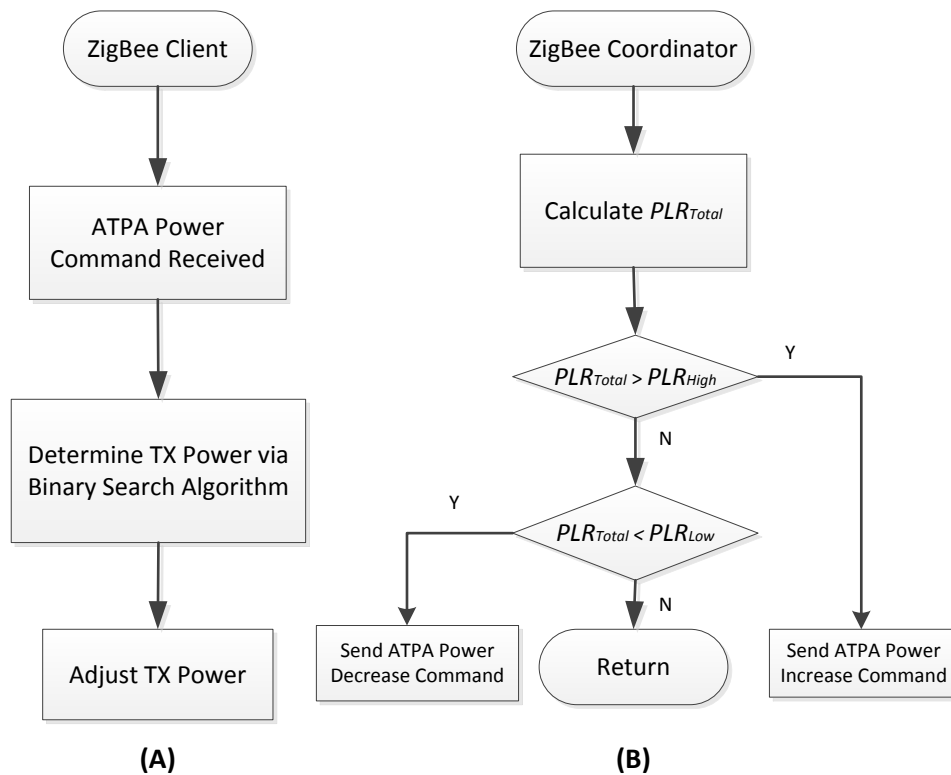 ZigBee Client
ATPA Power
Command Received
Determine TX Power via
Binary Search Algorithm
Adjust TX Power
(A)
ZigBee Coordinator
Calculate PLRTotal
PLRTotal > PLRHigh
Y
N
PLRTotal < PLRLow
Y
N
Send ATPA Power
Decrease Command
Return
Send ATPA Power
Increase Command
(B)